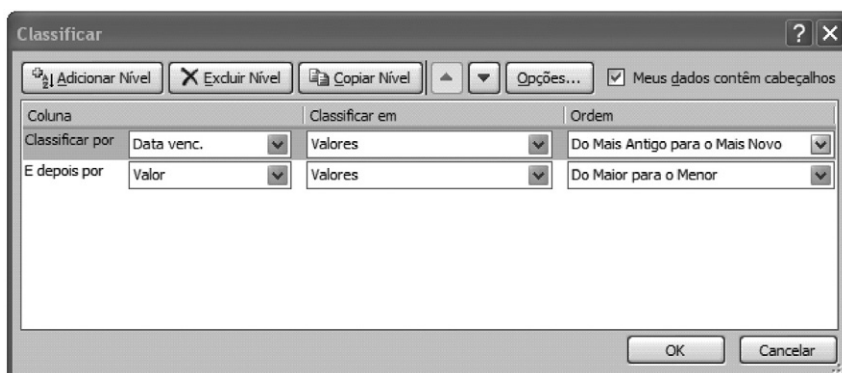 Classificar
Adicionar Nível Excluir Nível Copiar Nível Opções... Meus dados contêm cabeçalhos
Coluna Classificar em Ordem
Classificar por Data venc. Valores Do Mais Antigo para o Mais Novo
E depois por Valor Valores Do Maior para o Menor
OK Cancelar